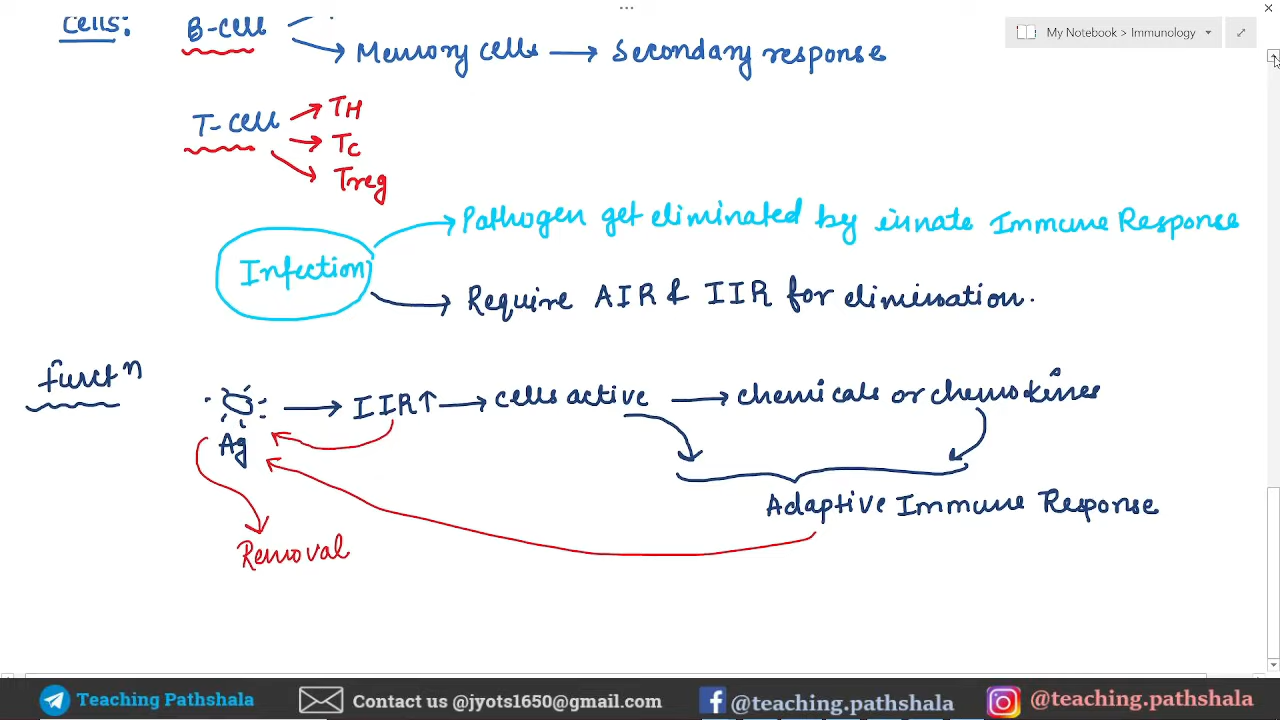 My Notebook > Immunology
Cells:
B-cell
Memory cells → Secondary response
T-cell
TH
TC
Treg
Infection
Pathogen get eliminated by innate Immune Response
Require AIR & IIR for elimination.
functn
Ag → IIR↑ → cells active → chemicals or chemokines
Adaptive Immune Response
Removal
Teaching Pathshala
Contact us @jyots1650@gmail.com
@teaching.pathshala
@teaching.pathshala